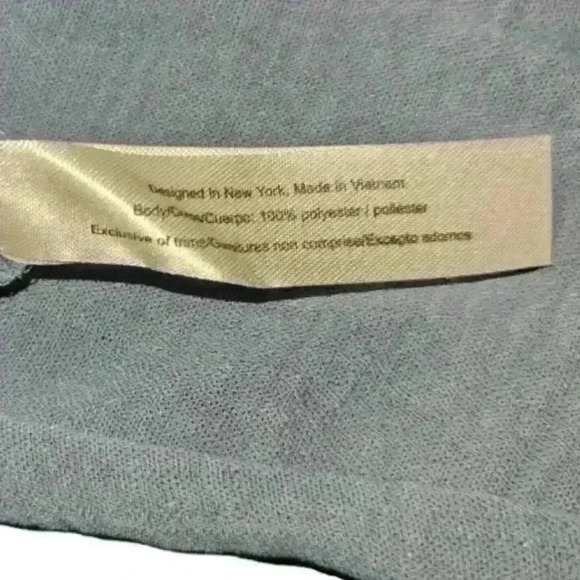 Designed in New York, Made in Vietnam
Body/Corps/Cuerpo: 100% polyester / poliester
Exclusive of trims/Garnitures non comprise/Excepto adornos